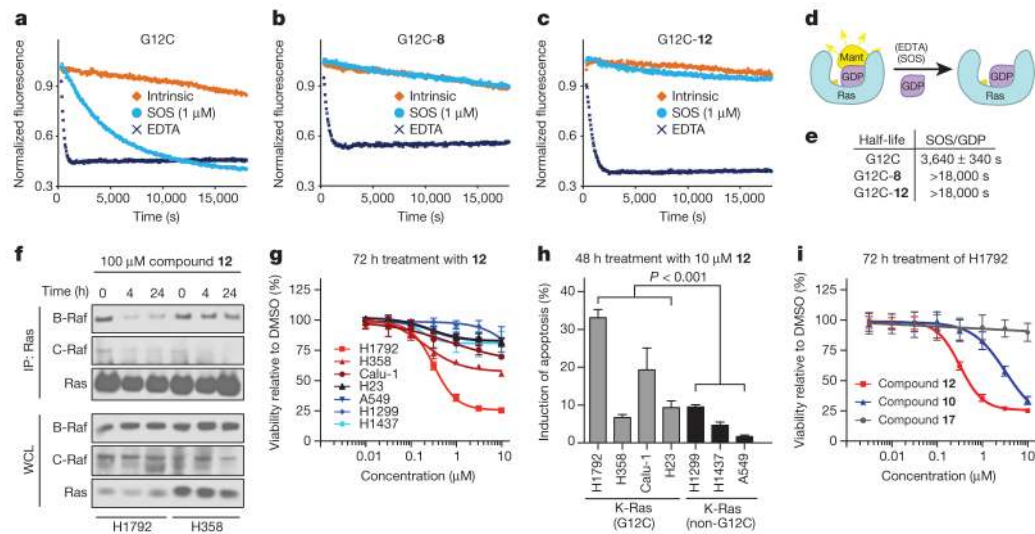 a
G12C
Normalized fluorescence
0.9
0.6
0.3
Intrinsic
SOS (1 μM)
EDTA
0
5,000
10,000
15,000
Time (s)
b
G12C-8
Normalized fluorescence
0.9
0.6
0.3
Intrinsic
SOS (1 μM)
EDTA
0
5,000
10,000
15,000
Time (s)
c
G12C-12
Normalized fluorescence
0.9
0.6
0.3
Intrinsic
SOS (1 μM)
EDTA
0
5,000
10,000
15,000
Time (s)
d
Mant
GDP
Ras
(EDTA)
(SOS)
GDP
GDP
Ras
e
Half-life SOS/GDP
G12C 3,640 ± 340 s
G12C-8 >18,000 s
G12C-12 >18,000 s
f
100 μM compound 12
Time (h) 0 4 24 0 4 24
IP: Ras
B-Raf
C-Raf
Ras
WCL
B-Raf
C-Raf
Ras
H1792 H358
g
72 h treatment with 12
Viability relative to DMSO (%)
125
100
75
50
25
0
H1792
H358
Calu-1
H23
A549
H1299
H1437
0.01 0.1 1.0 10
Concentration (μM)
h
48 h treatment with 10 μM 12
P < 0.001
Induction of apoptosis (%)
40
30
20
10
0
H1792
H358
Calu-1
H23
H1299
H1437
A549
K-Ras
(G12C)
K-Ras
(non-G12C)
i
72 h treatment of H1792
Viability relative to DMSO (%)
125
100
75
50
25
0
Compound 12
Compound 10
Compound 17
0.01 0.1 1 10
Concentration (μM)